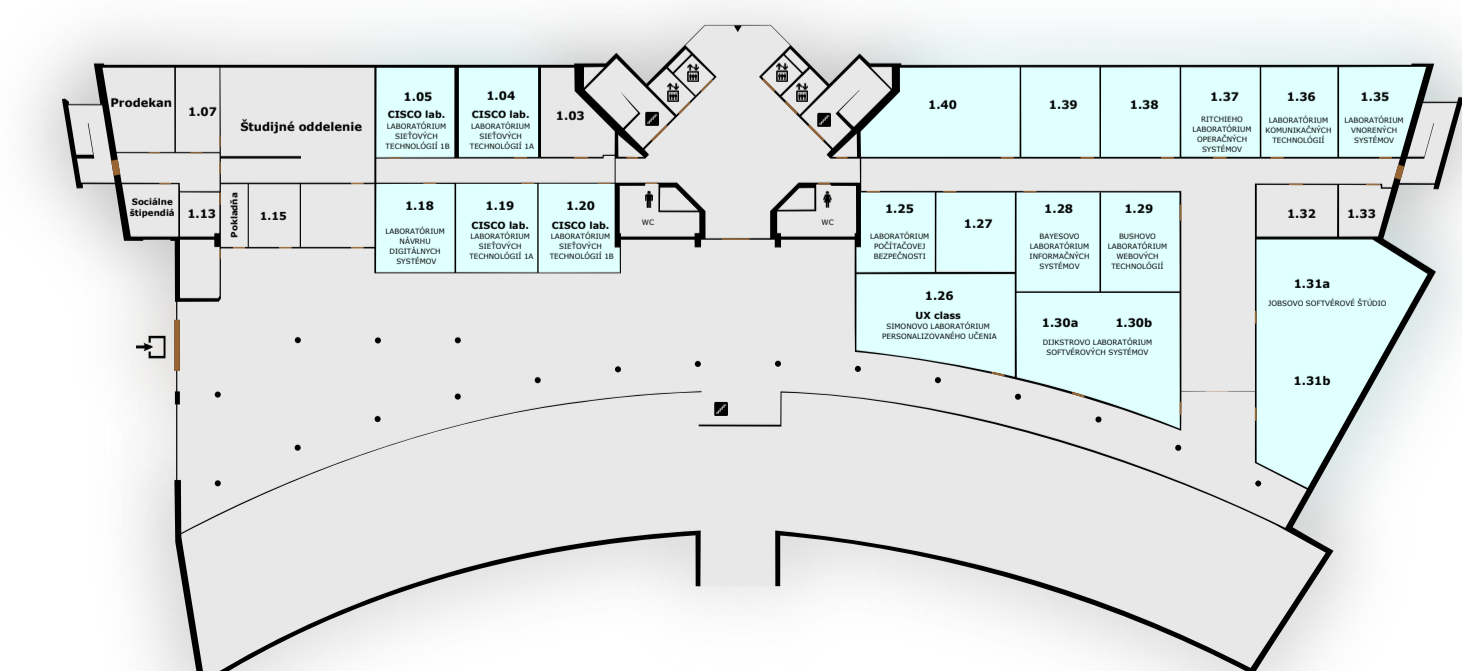 Prodekan
1.07
Študijné oddelenie
1.05
CISCO lab.
LABORATÓRIUM
SIEŤOVÝCH
TECHNOLÓGIÍ 1B
1.04
CISCO lab.
LABORATÓRIUM
SIEŤOVÝCH
TECHNOLÓGIÍ 1A
1.03
1.40
1.39
1.38
1.37
RITCHIEHO
LABORATÓRIUM
OPERAČNÝCH
SYSTÉMOV
1.36
LABORATÓRIUM
KOMUNIKAČNÝCH
TECHNOLÓGIÍ
1.35
LABORATÓRIUM
VNORENÝCH
SYSTÉMOV
Sociálne
štipendiá
1.13
Pokladňa
1.15
1.18
LABORATÓRIUM
NÁVRHU
DIGITÁLNYCH
SYSTÉMOV
1.19
CISCO lab.
LABORATÓRIUM
SIEŤOVÝCH
TECHNOLÓGIÍ 1A
1.20
CISCO lab.
LABORATÓRIUM
SIEŤOVÝCH
TECHNOLÓGIÍ 1B
WC
WC
1.25
LABORATÓRIUM
POČÍTAČOVEJ
BEZPEČNOSTI
1.27
1.28
BAYESOVO
LABORATÓRIUM
INFORMAČNÝCH
SYSTÉMOV
1.29
BUSHOVO
LABORATÓRIUM
WEBOVÝCH
TECHNOLÓGIÍ
1.32
1.33
1.26
UX class
SIMONOVO LABORATÓRIUM
PERSONALIZOVANÉHO UČENIA
1.30a 1.30b
DIJKSTROVO LABORATÓRIUM
SOFTVÉROVÝCH SYSTÉMOV
1.31a
JOBSOVO SOFTVÉROVÉ ŠTÚDIO
1.31b